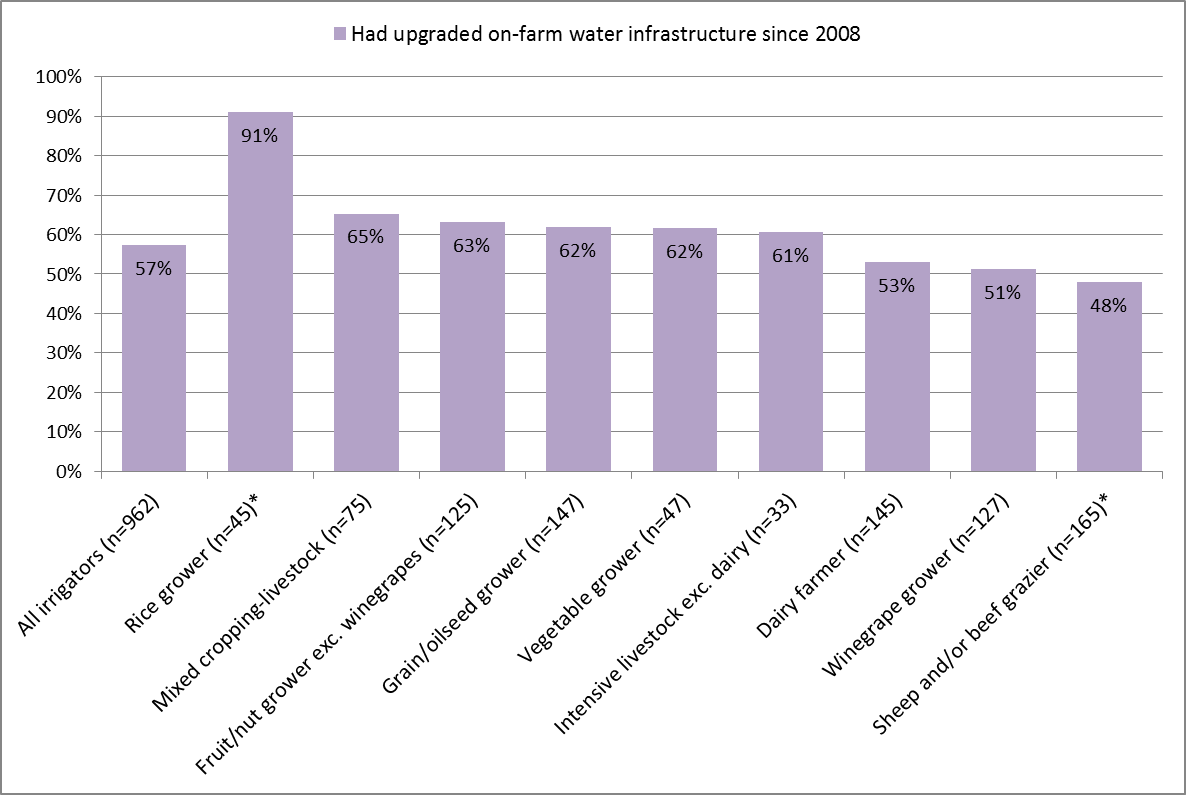 Had upgraded on-farm water infrastructure since 2008
100%
90%
80%
70%
60%
50%
40%
30%
20%
10%
0%
57%
91%
65%
63%
62%
62%
61%
53%
51%
48%
All irrigators (n=962)
Rice grower (n=45)*
Mixed cropping-livestock (n=75)
Fruit/nut grower exc. winegrapes (n=125)
Grain/oilseed grower (n=147)
Vegetable grower (n=47)
Intensive livestock exc. dairy (n=33)
Dairy farmer (n=145)
Winegrape grower (n=127)
Sheep and/or beef grazier (n=165)*